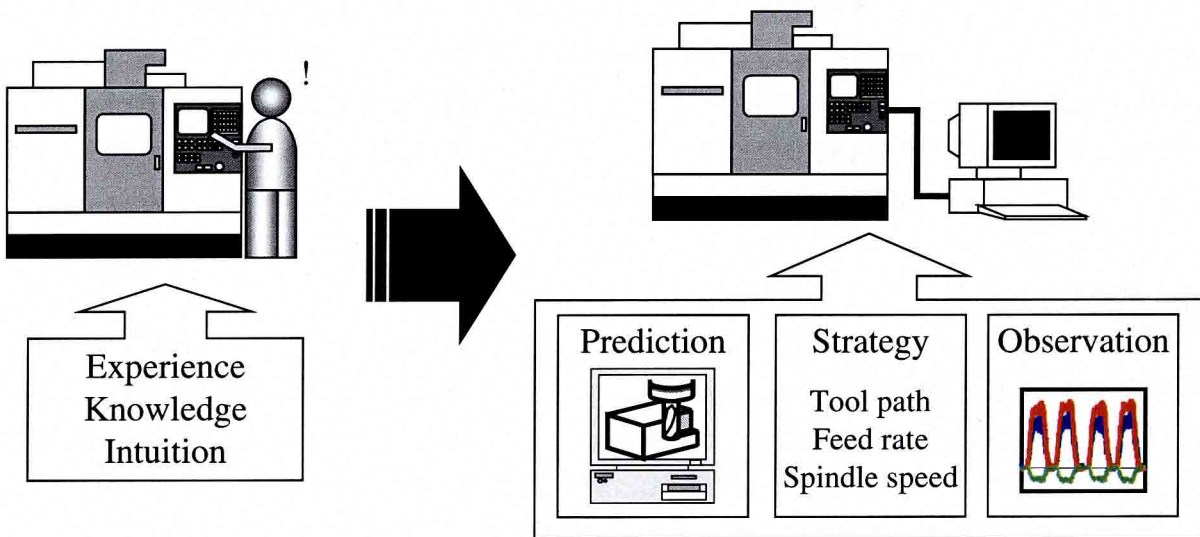 !
Experience
Knowledge
Intuition
Prediction
Strategy
Tool path
Feed rate
Spindle speed
Observation